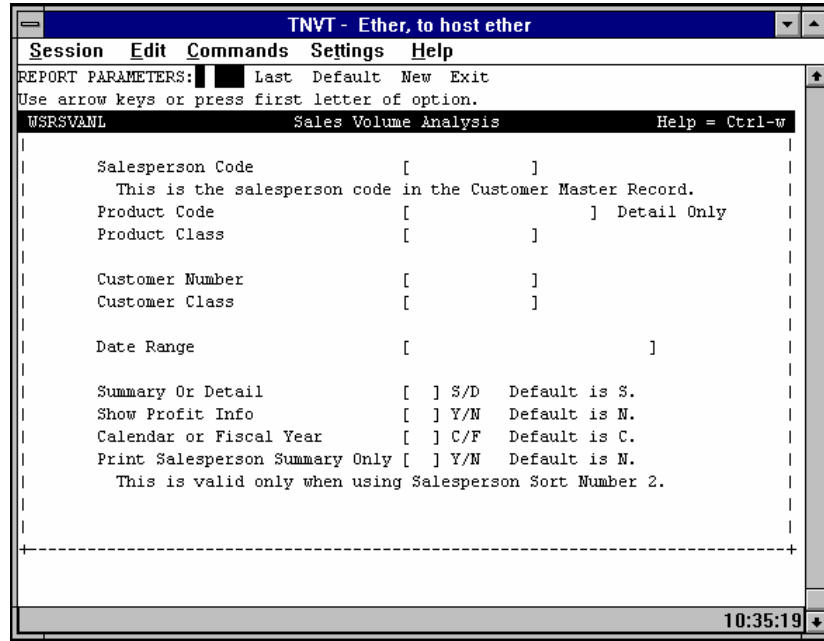 TNVT - Ether, to host ether
Session Edit Commands Settings Help
REPORT PARAMETERS: Last Default New Exit
Use arrow keys or press first letter of option.
WSRSVANL Sales Volume Analysis Help = Ctrl-w
Salesperson Code [ ]
This is the salesperson code in the Customer Master Record.
Product Code [ ] Detail Only
Product Class [ ]
Customer Number [ ]
Customer Class [ ]
Date Range [ ]
Summary Or Detail [ ] S/D Default is S.
Show Profit Info [ ] Y/N Default is N.
Calendar or Fiscal Year [ ] C/F Default is C.
Print Salesperson Summary Only [ ] Y/N Default is N.
This is valid only when using Salesperson Sort Number 2.
10:35:19